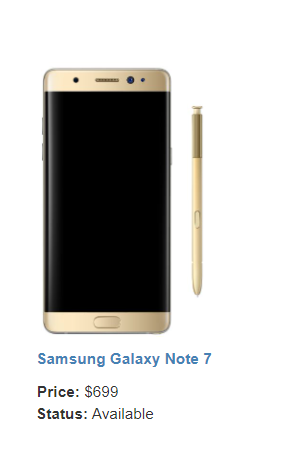 Samsung Galaxy Note 7
Price: $699
Status: Available